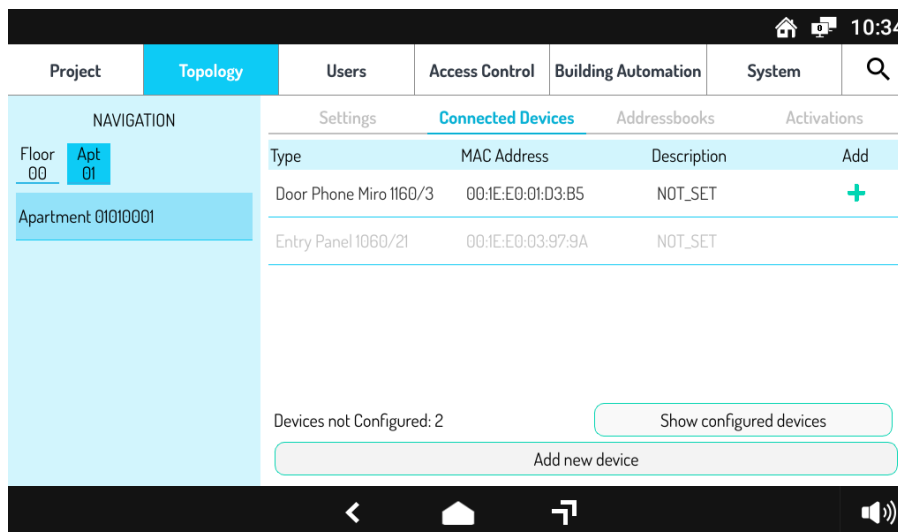 10:34
Project Topology Users Access Control Building Automation System
NAVIGATION
Floor 00
Apt 01
Apartment 01010001
Settings Connected Devices Addressbooks Activations
Type MAC Address Description Add
Door Phone Miro 1160/3 00:1E:E0:01:D3:B5 NOT_SET
Entry Panel 1060/21 00:1E:E0:03:97:9A NOT_SET
Devices not Configured: 2 Show configured devices
Add new device